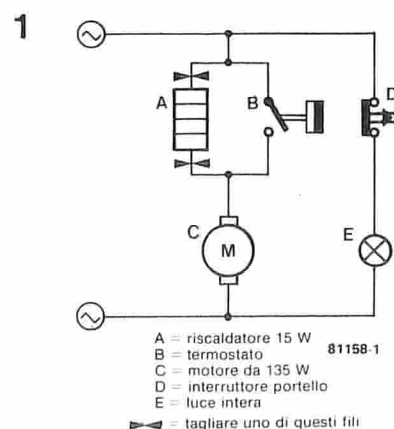 1
A
B
D
C
M
E
A = riscaldatore 15 W
B = termostato
81158-1
C = motore da 135 W
D = interruttore portello
E = luce intera
= tagliare uno di questi fili